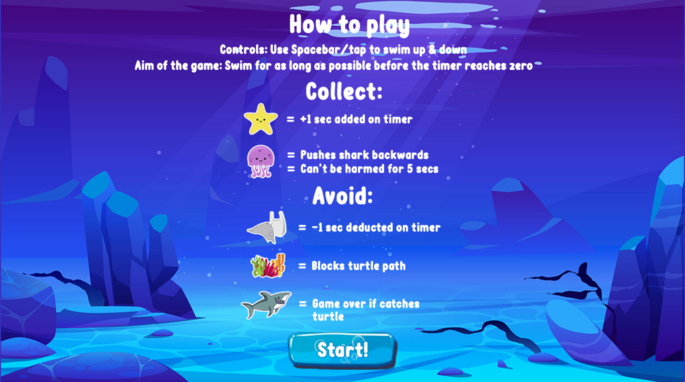 How to play
Controls: Use Spacebar/tap to swim up & down
Aim of the game: Swim for as long as possible before the timer reaches zero
Collect:
= +1 sec added on timer
= Pushes shark backwards
= Can't be harmed for 5 secs
Avoid:
= -1 sec deducted on timer
= Blocks turtle path
= Game over if catches
turtle
Start!